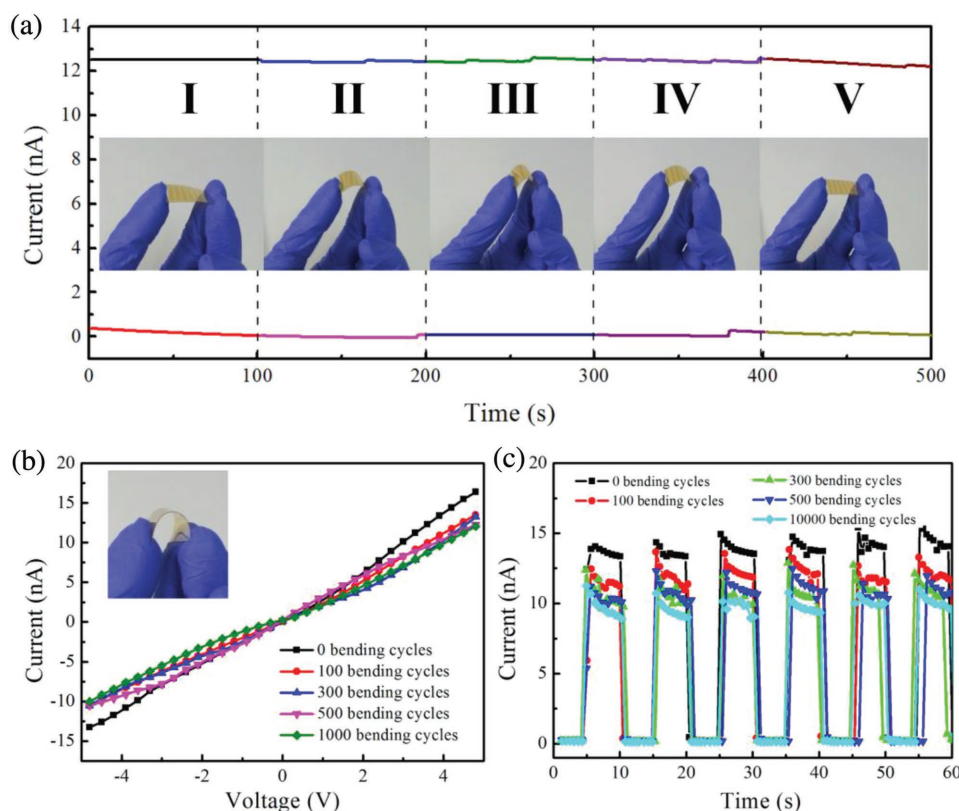 (a)
14
12
10
8
6
4
2
0
Current (nA)
I II III IV V
0 100 200 300 400 500
Time (s)
(b)
20
15
10
5
0
-5
-10
-15
Current (nA)
0 bending cycles
100 bending cycles
300 bending cycles
500 bending cycles
1000 bending cycles
-4 -2 0 2 4
Voltage (V)
(c)
20
15
10
5
0
Current (nA)
0 bending cycles 300 bending cycles
100 bending cycles 500 bending cycles
10000 bending cycles
0 10 20 30 40 50 60
Time (s)